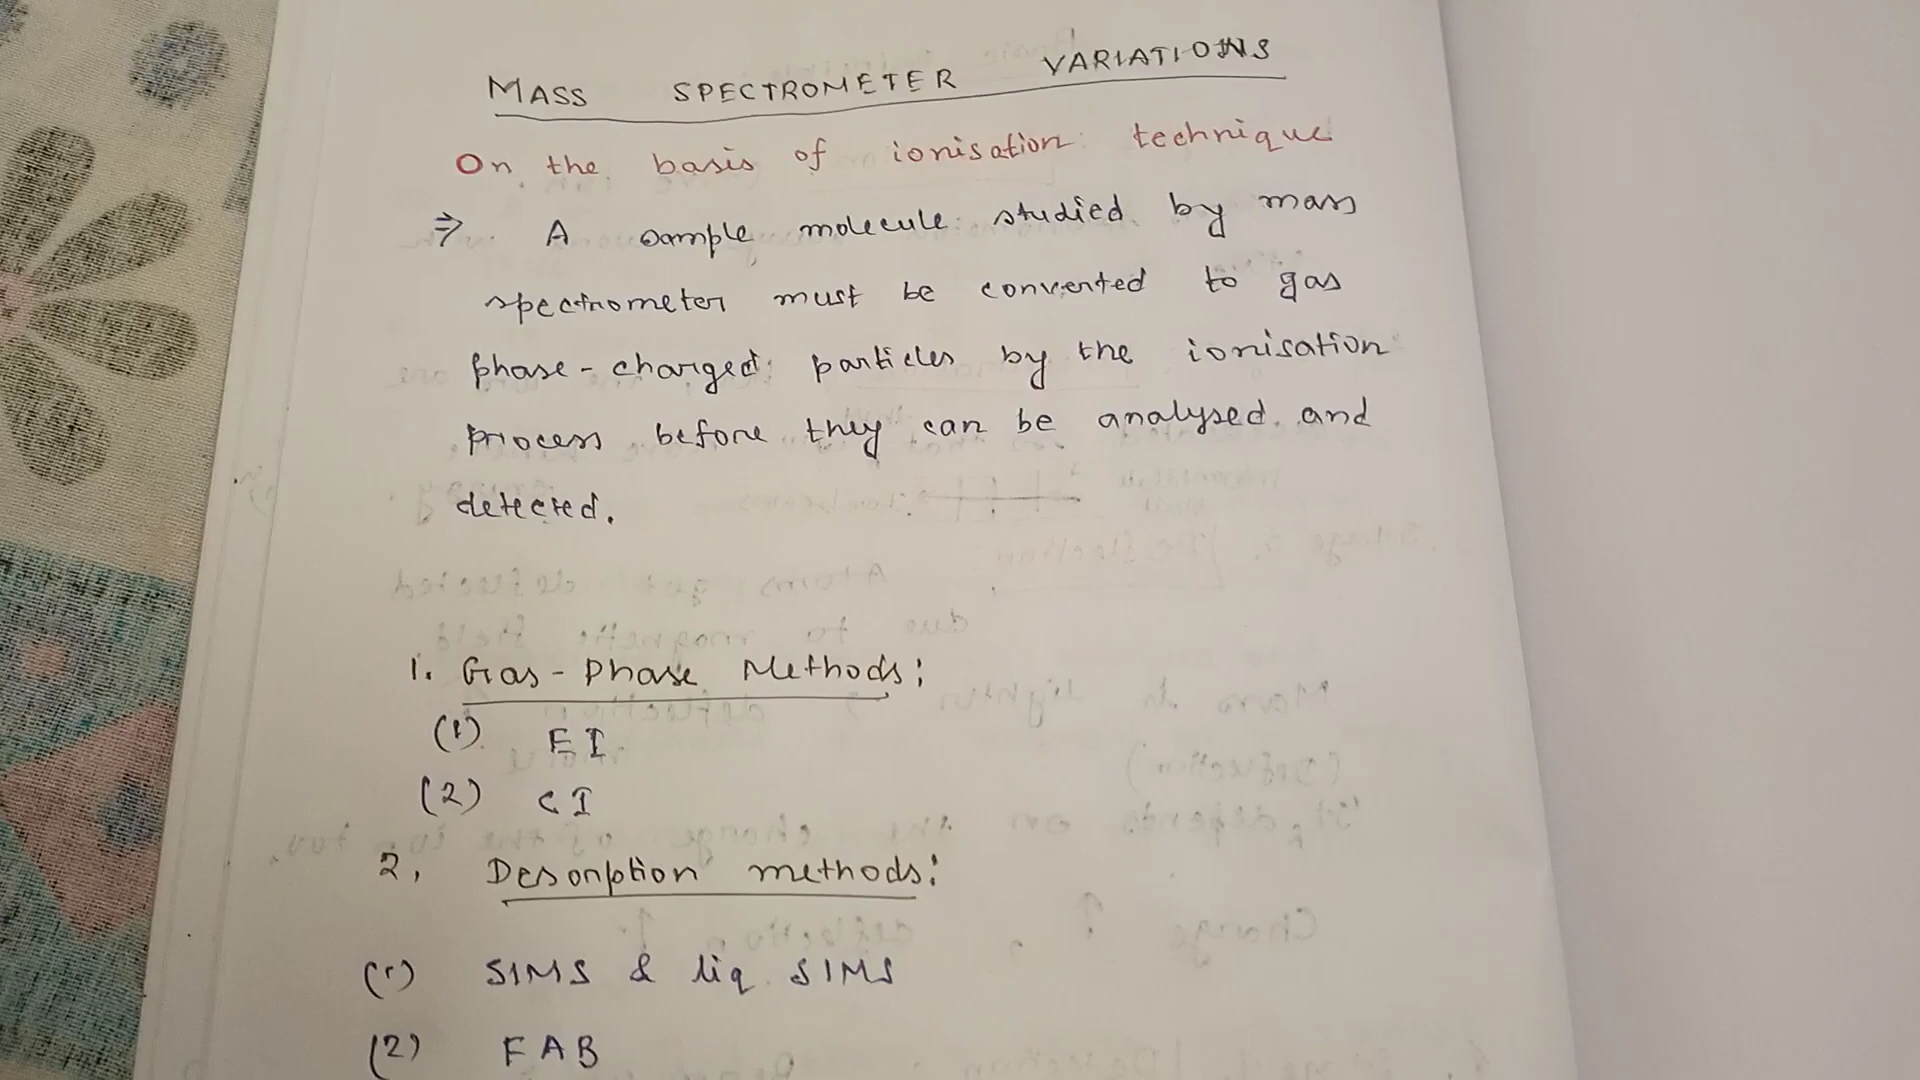 MASS SPECTROMETER VARIATIONS
On the basis of ionisation technique
⇒ A sample molecule studied by mass
spectrometer must be converted to gas
phase - charged particles by the ionisation
process before they can be analysed and
detected.
1. Gas - Phase Methods:
(1) EI
(2) CI
2. Desorption methods:
(1) SIMS & liq SIMS
(2) FAB